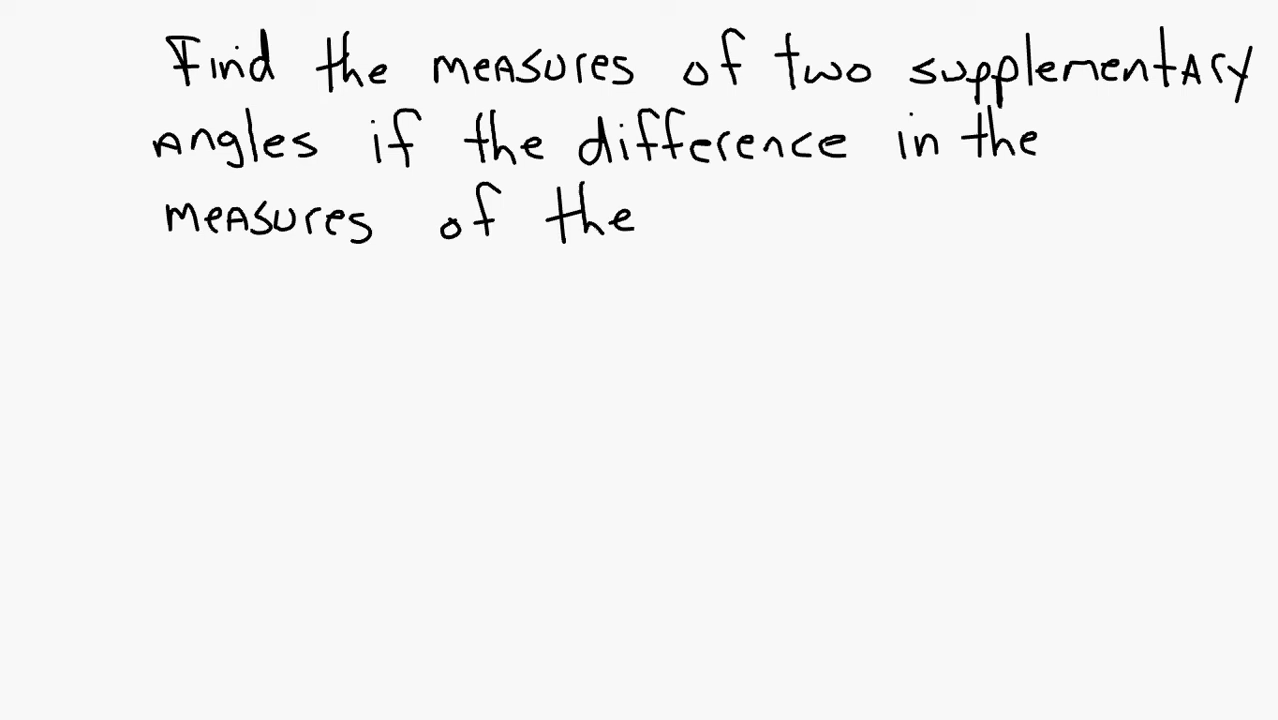 Find the measures of two supplementary
angles if the difference in the
measures of the